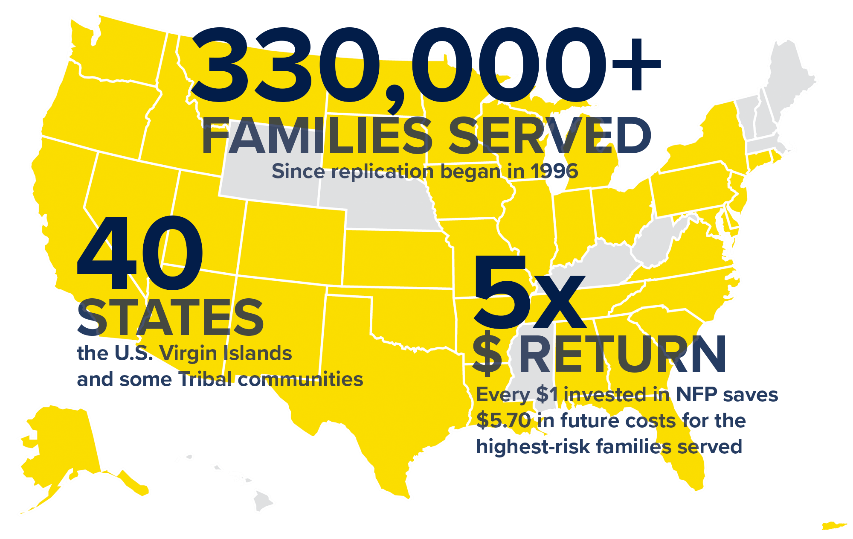 330,000+
FAMILIES SERVED
Since replication began in 1996
40
STATES
the U.S. Virgin Islands
and some Tribal communities
5x
$ RETURN
Every $1 invested in NFP saves
$5.70 in future costs for the
highest-risk families served